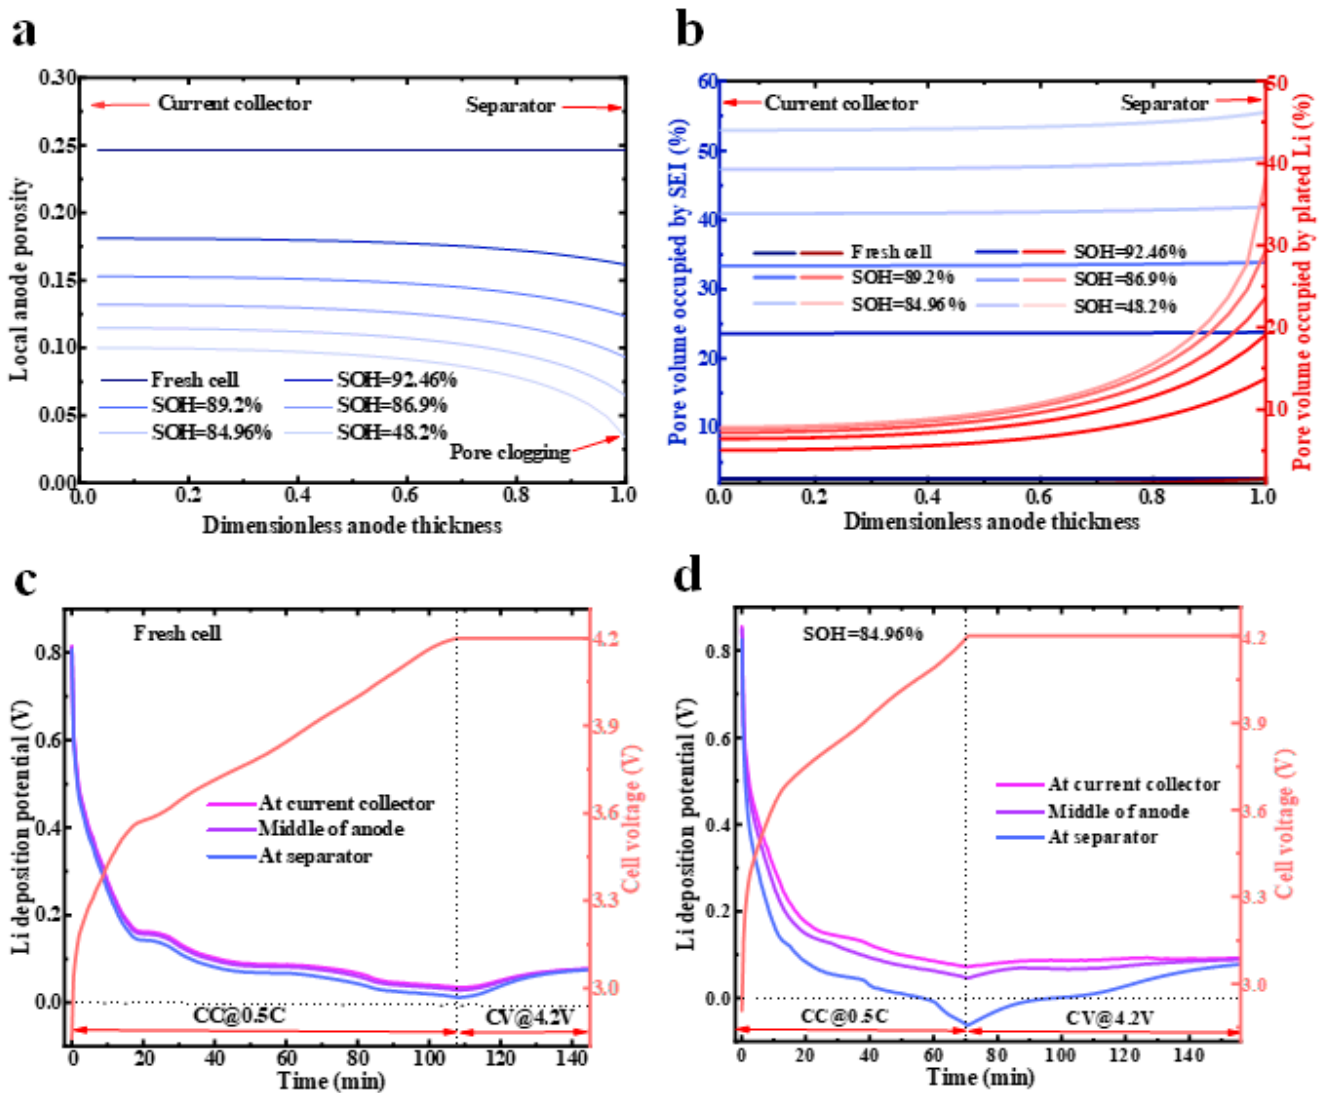 a
0.30
0.25
0.20
0.15
0.10
0.05
0.00
Local anode porosity
Current collector
Separator
Fresh cell
SOH=92.46%
SOH=89.2%
SOH=86.9%
SOH=84.96%
SOH=48.2%
Pore clogging
0.0 0.2 0.4 0.6 0.8 1.0
Dimensionless anode thickness
b
60
50
40
30
20
10
Pore volume occupied by SEI (%)
Current collector
Separator
Fresh cell
SOH=92.46%
SOH=89.2%
SOH=86.9%
SOH=84.96%
SOH=48.2%
50
40
30
20
10
Pore volume occupied by plated Li (%)
0.0 0.2 0.4 0.6 0.8 1.0
Dimensionless anode thickness
c
0.8
0.6
0.4
0.2
0.0
Li deposition potential (V)
Fresh cell
At current collector
Middle of anode
At separator
CC@0.5C
CV@4.2V
4.2
3.9
3.6
3.3
3.0
Cell voltage (V)
0 20 40 60 80 100 120 140
Time (min)
d
0.8
0.6
0.4
0.2
0.0
Li deposition potential (V)
SOH=84.96%
At current collector
Middle of anode
At separator
CC@0.5C
CV@4.2V
4.2
3.9
3.6
3.3
3.0
Cell voltage (V)
0 20 40 60 80 100 120 140
Time (min)